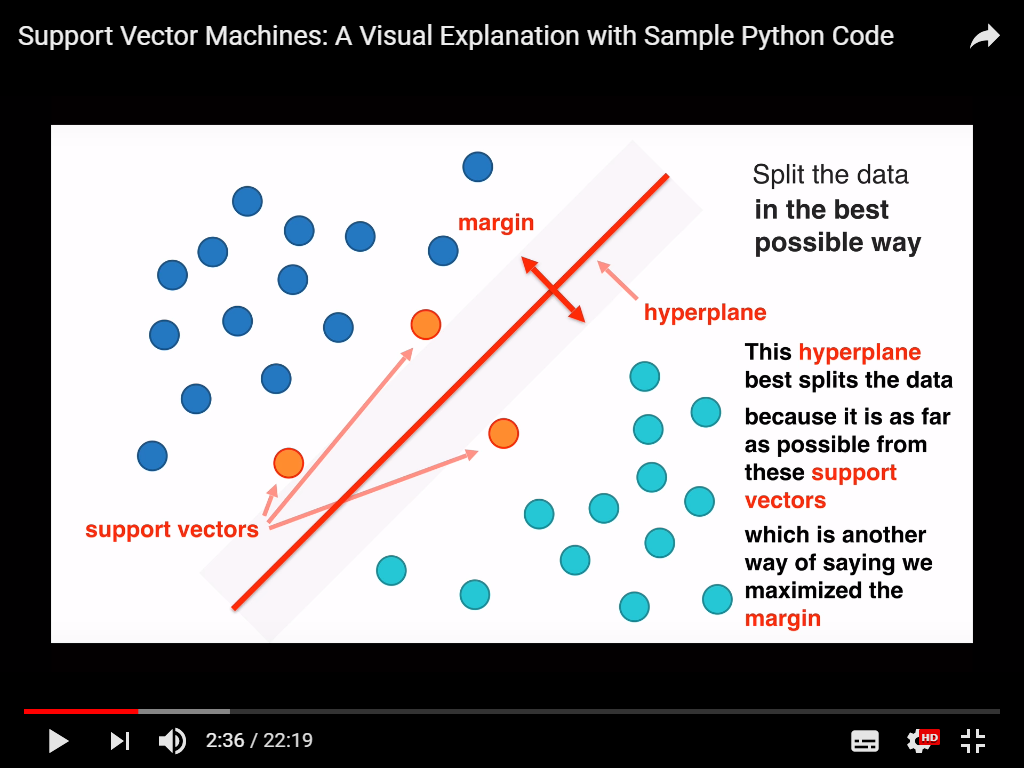 Support Vector Machines: A Visual Explanation with Sample Python Code
Split the data
in the best
possible way
margin
hyperplane
This hyperplane
best splits the data
because it is as far
as possible from
these support
vectors
support vectors
which is another
way of saying we
maximized the
margin
2:36 / 22:19
HD